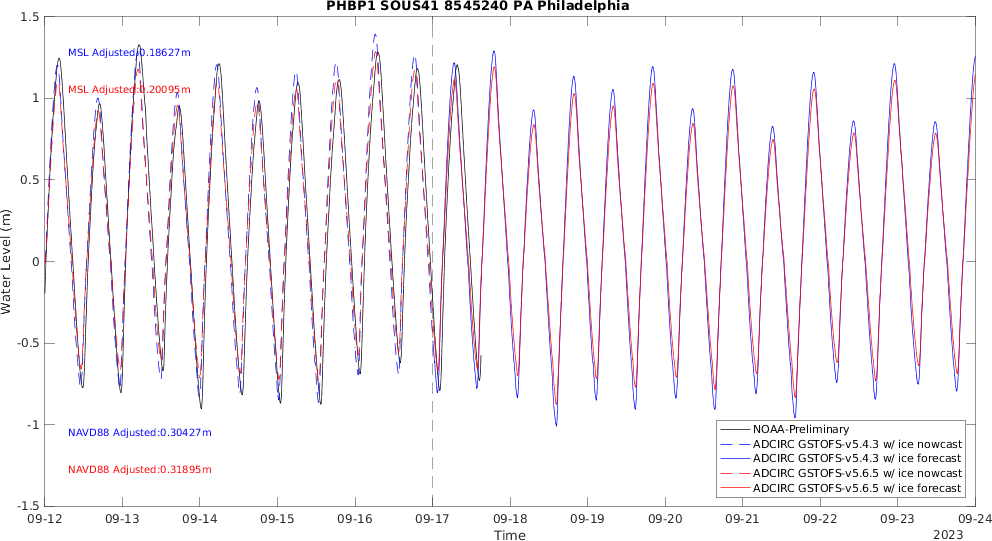 PHBP1 SOUS41 8545240 PA Philadelphia
1.5
1
0.5
0
-0.5
-1
-1.5
Water Level (m)
MSL Adjusted:0.18627m
MSL Adjusted:0.20095m
NAVD88 Adjusted:0.30427m
NAVD88 Adjusted:0.31895m
NOAA-Preliminary
ADCIRC GSTOFS-v5.4.3 w/ ice nowcast
ADCIRC GSTOFS-v5.4.3 w/ ice forecast
ADCIRC GSTOFS-v5.6.5 w/ ice nowcast
ADCIRC GSTOFS-v5.6.5 w/ ice forecast
09-12 09-13 09-14 09-15 09-16 09-17 09-18 09-19 09-20 09-21 09-22 09-23 09-24
Time
2023